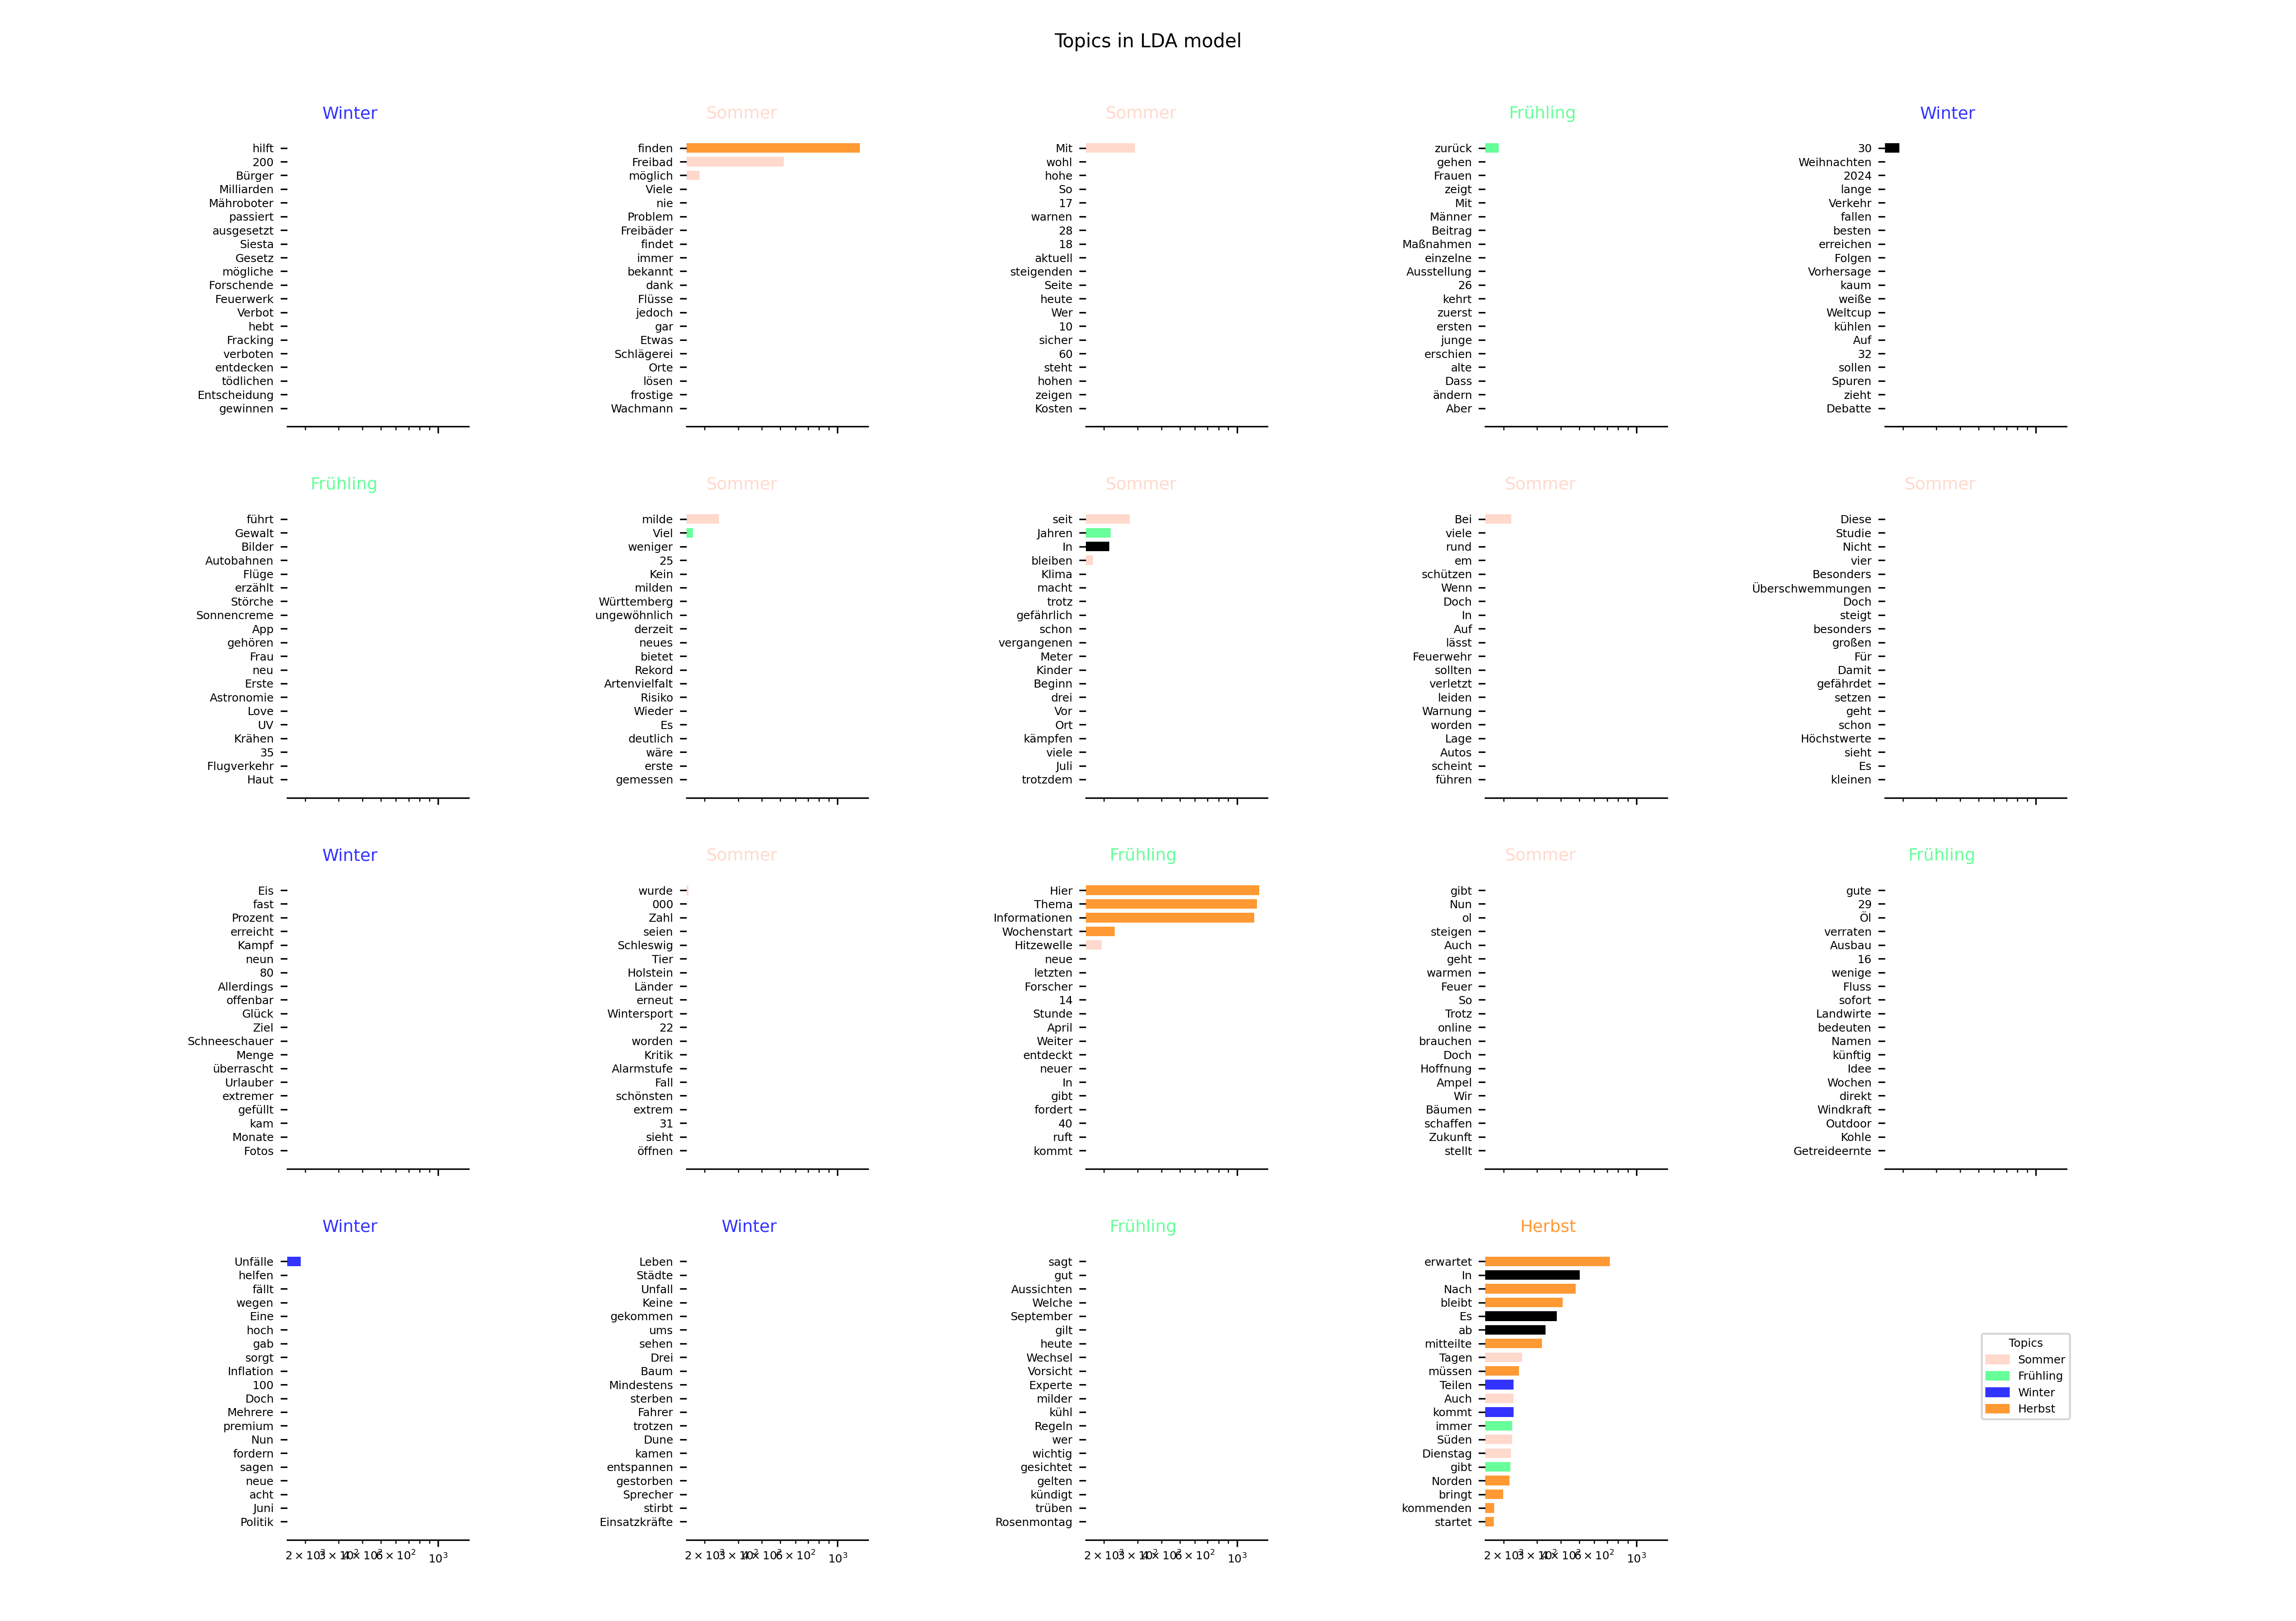 Topics in LDA model
Winter
hilft
200
Bürger
Milliarden
Mähroboter
passiert
ausgesetzt
Siesta
Gesetz
mögliche
Forschende
Feuerwerk
Verbot
hebt
Fracking
verboten
entdecken
tödlichen
Entscheidung
gewinnen
Sommer
finden
Freibad
möglich
Viele
nie
Problem
Freibäder
findet
immer
bekannt
dank
Flüsse
jedoch
gar
Etwas
Schlägerei
Orte
lösen
frostige
Wachmann
Sommer
Mit
wohl
hohe
So
17
warnen
28
18
aktuell
steigenden
Seite
heute
Wer
10
sicher
60
steht
hohen
zeigen
Kosten
Frühling
zurück
gehen
Frauen
zeigt
Mit
Männer
Beitrag
Maßnahmen
einzelne
Ausstellung
26
kehrt
zuerst
ersten
junge
erschien
alte
Dass
ändern
Aber
Winter
30
Weihnachten
2024
lange
Verkehr
fallen
besten
erreichen
Folgen
Vorhersage
kaum
weiße
Weltcup
kühlen
Auf
32
sollen
Spuren
zieht
Debatte
Frühling
führt
Gewalt
Bilder
Autobahnen
Flüge
erzählt
Störche
Sonnencreme
App
gehören
Frau
neu
Erste
Astronomie
Love
UV
Krähen
35
Flugverkehr
Haut
Sommer
milde
Viel
weniger
25
Kein
milden
Württemberg
ungewöhnlich
derzeit
neues
bietet
Rekord
Artenvielfalt
Risiko
Wieder
Es
deutlich
wäre
erste
gemessen
Sommer
seit
Jahren
In
bleiben
Klima
macht
trotz
gefährlich
schon
vergangenen
Meter
Kinder
Beginn
drei
Vor
Ort
kämpfen
viele
Juli
trotzdem
Sommer
Bei
viele
rund
em
schützen
Wenn
Doch
In
Auf
lässt
Feuerwehr
sollten
verletzt
leiden
Warnung
worden
Lage
Autos
scheint
führen
Sommer
Diese
Studie
Nicht
vier
Besonders
Überschwemmungen
Doch
steigt
besonders
großen
Für
Damit
gefährdet
setzen
geht
schon
Höchstwerte
sieht
Es
kleinen
Winter
Eis
fast
Prozent
erreicht
Kampf
neun
80
Allerdings
offenbar
Glück
Ziel
Schneeschauer
Menge
überrascht
Urlauber
extremer
gefüllt
kam
Monate
Fotos
Sommer
wurde
000
Zahl
seien
Schleswig
Tier
Holstein
Länder
erneut
Wintersport
22
worden
Kritik
Alarmstufe
Fall
schönsten
extrem
31
sieht
öffnen
Frühling
Hier
Thema
Informationen
Wochenstart
Hitzewelle
neue
letzten
Forscher
14
Stunde
April
Weiter
entdeckt
neuer
In
gibt
fordert
40
ruft
kommt
Sommer
gibt
Nun
ol
steigen
Auch
geht
warmen
Feuer
So
Trotz
online
brauchen
Doch
Hoffnung
Ampel
Wir
Bäumen
schaffen
Zukunft
stellt
Frühling
gute
29
Öl
verraten
Ausbau
16
wenige
Fluss
sofort
Landwirte
bedeuten
Namen
künftig
Idee
Wochen
direkt
Windkraft
Outdoor
Kohle
Getreideernte
Winter
Unfälle
helfen
fällt
wegen
Eine
hoch
gab
sorgt
Inflation
100
Doch
Mehrere
premium
Nun
fordern
sagen
neue
acht
Juni
Politik
10³
Winter
Leben
Städte
Unfall
Keine
gekommen
ums
sehen
Drei
Baum
Mindestens
sterben
Fahrer
trotzen
Dune
kamen
entspannen
gestorben
Sprecher
stirbt
Einsatzkräfte
10³
Frühling
sagt
gut
Aussichten
Welche
September
gilt
heute
Wechsel
Vorsicht
Experte
milder
kühl
Regeln
wer
wichtig
gesichtet
gelten
kündigt
trüben
Rosenmontag
10³
Herbst
erwartet
In
Nach
bleibt
Es
ab
mitteilte
Tagen
müssen
Teilen
Auch
kommt
immer
Süden
Dienstag
gibt
Norden
bringt
kommenden
startet
10³
Topics
Sommer
Frühling
Winter
Herbst